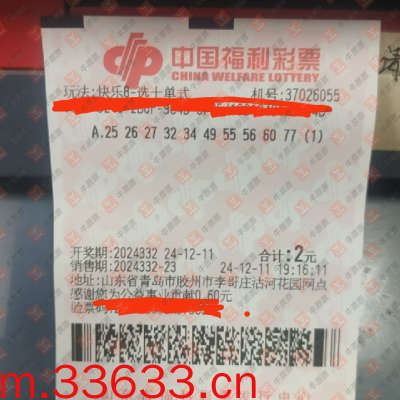 中国福利彩票
CHINA WELFARE LOTTERY
玩法:快乐8-选十单式 机号:37026055
A.25 26 27 32 34 49 55 56 60 77 (1)
开奖期:2024332 24-12-11 合计:2元
销售期:2024332-23 24-12-11 19:16:11
地址:山东省青岛市胶州市李哥庄沽河花园网点
感谢您为公益事业贡献0.60元
验票码:
m.33633.cn